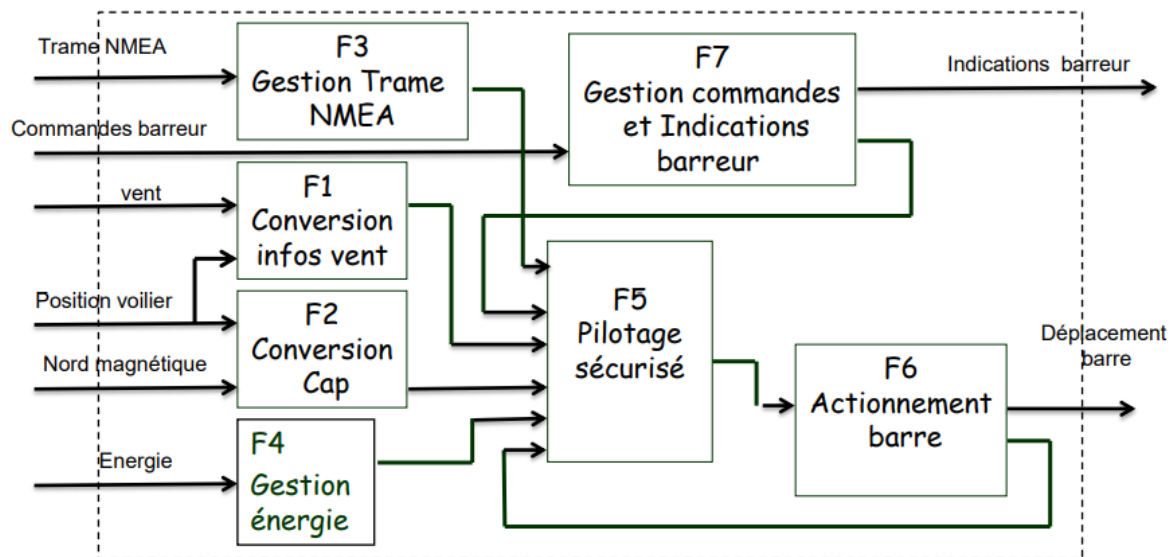 Trame NMEA
F3
Gestion Trame
NMEA
F7
Gestion commandes
et Indications
barreur
Indications barreur
Commandes barreur
vent
F1
Conversion
infos vent
Position voilier
F2
Conversion
Cap
Nord magnétique
F5
Pilotage
sécurisé
Déplacement
barre
F6
Actionnement
barre
Energie
F4
Gestion
énergie